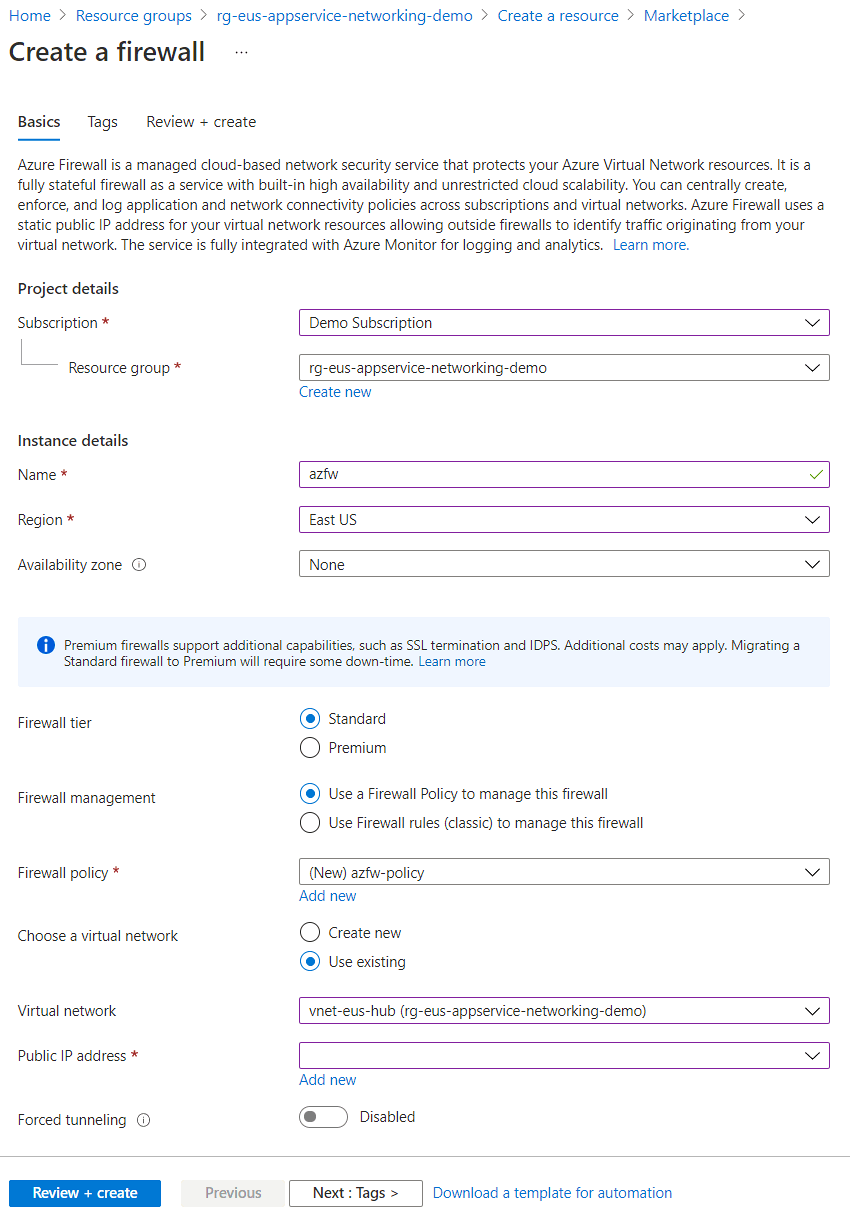 Home > Resource groups > rg-eus-appservice-networking-demo > Create a resource > Marketplace >
Create a firewall ...
Basics Tags Review + create
Azure Firewall is a managed cloud-based network security service that protects your Azure Virtual Network resources. It is a
fully stateful firewall as a service with built-in high availability and unrestricted cloud scalability. You can centrally create,
enforce, and log application and network connectivity policies across subscriptions and virtual networks. Azure Firewall uses a
static public IP address for your virtual network resources allowing outside firewalls to identify traffic originating from your
virtual network. The service is fully integrated with Azure Monitor for logging and analytics. Learn more.
Project details
Subscription * Demo Subscription
Resource group * rg-eus-appservice-networking-demo
Create new
Instance details
Name * azfw
Region * East US
Availability zone None
Premium firewalls support additional capabilities, such as SSL termination and IDPS. Additional costs may apply. Migrating a
Standard firewall to Premium will require some down-time. Learn more
Firewall tier Standard
Premium
Firewall management Use a Firewall Policy to manage this firewall
Use Firewall rules (classic) to manage this firewall
Firewall policy * (New) azfw-policy
Add new
Choose a virtual network Create new
Use existing
Virtual network vnet-eus-hub (rg-eus-appservice-networking-demo)
Public IP address *
Add new
Forced tunneling Disabled
Review + create Previous Next : Tags > Download a template for automation